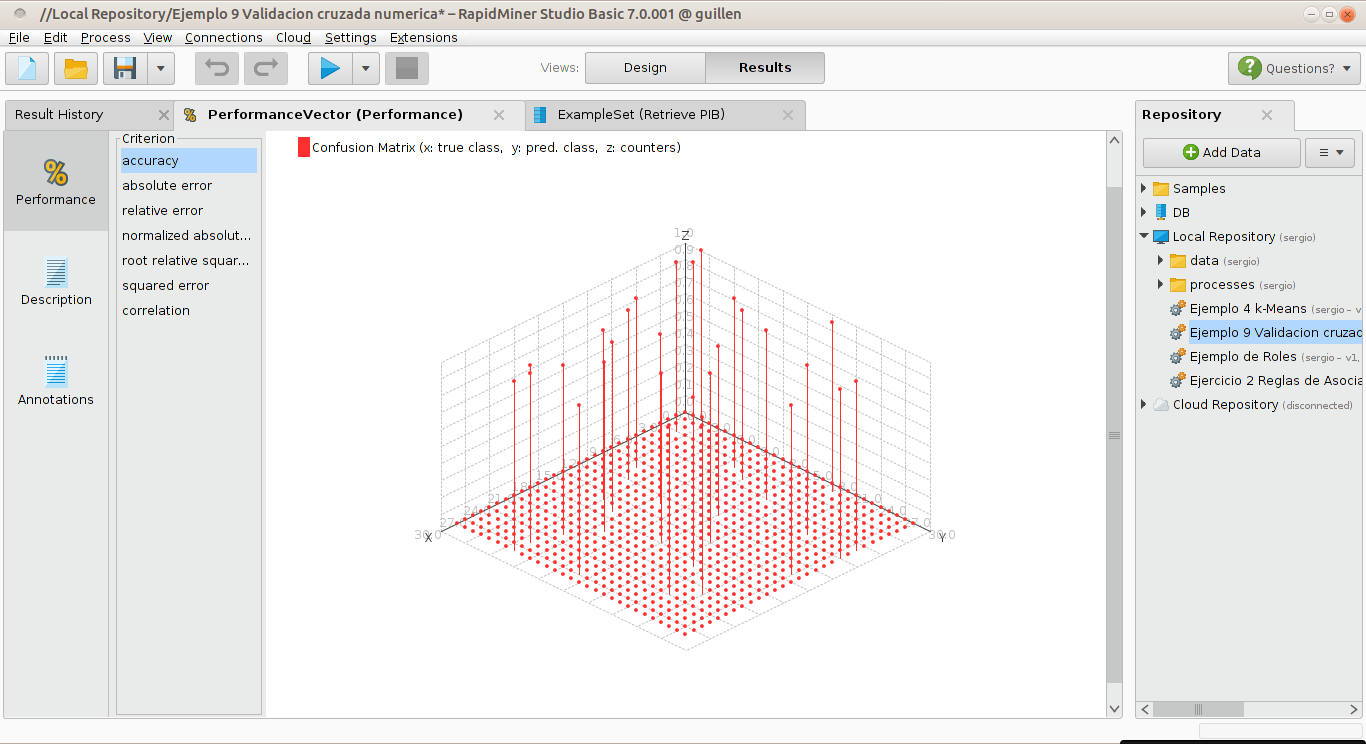 //Local Repository/Ejemplo 9 Validacion cruzada numerica* – RapidMiner Studio Basic 7.0.001 @ guillen
File Edit Process View Connections Cloud Settings Extensions
Views: Design Results Questions?
Result History PerformanceVector (Performance) ExampleSet (Retrieve PIB) Repository
Criterion
accuracy
absolute error
relative error
normalized absolut...
root relative squar...
squared error
correlation
Performance
Description
Annotations
Confusion Matrix (x: true class, y: pred. class, z: counters)
Z
X
Y
30.0
30.0
Add Data
Samples
DB
Local Repository (sergio)
data (sergio)
processes (sergio)
Ejemplo 4 k-Means (sergio – v
Ejemplo 9 Validacion cruzad
Ejemplo de Roles (sergio – v1,
Ejercicio 2 Reglas de Asocia
Cloud Repository (disconnected)